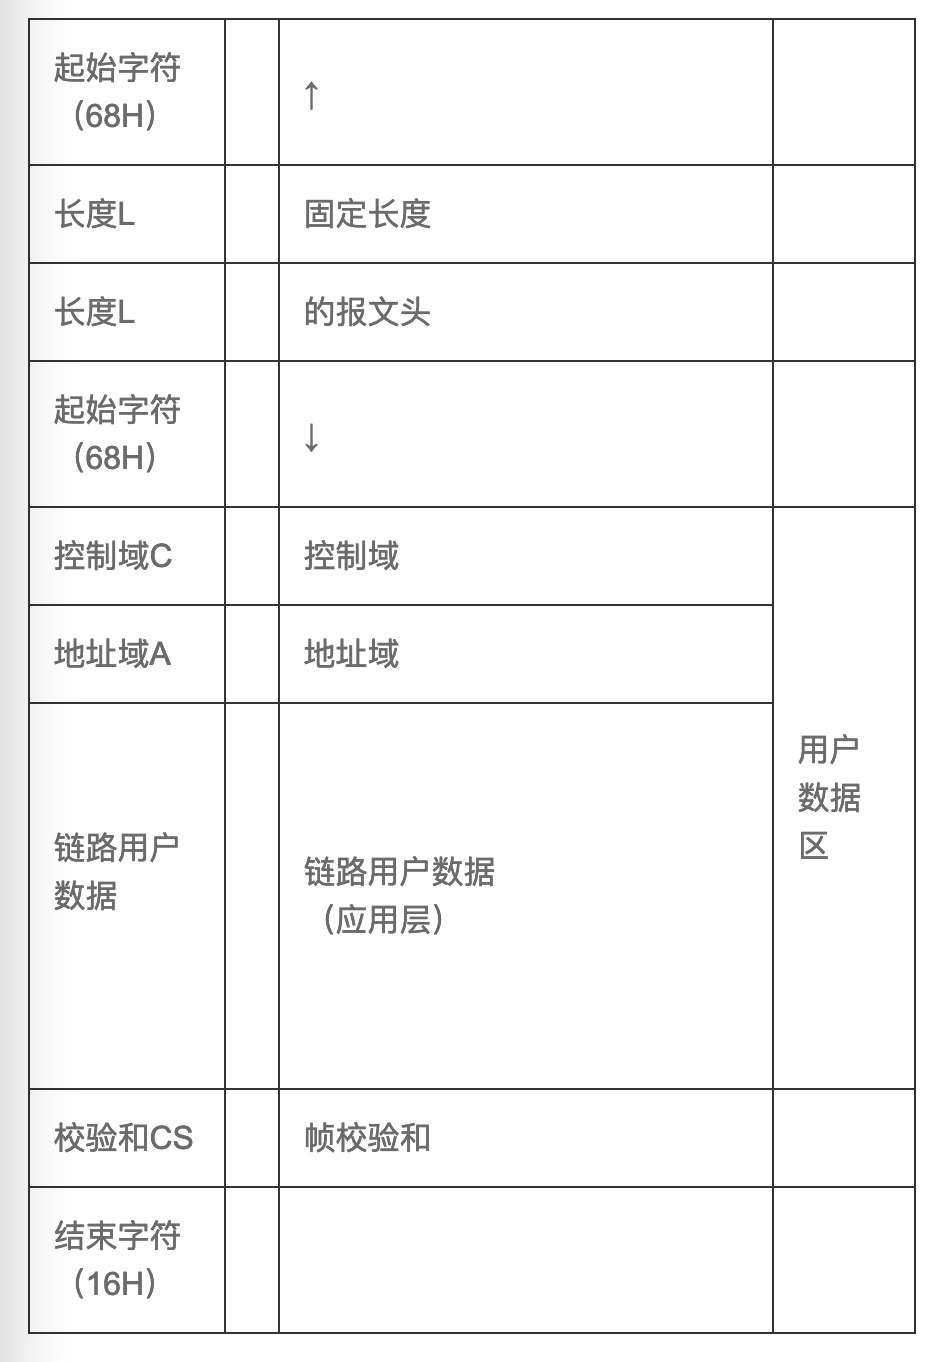 起始字符
（68H）
↑
长度L
固定长度
长度L
的报文头
起始字符
（68H）
↓
控制域C
控制域
地址域A
地址域
用户
数据
区
链路用户
数据
链路用户数据
（应用层）
校验和CS
帧校验和
结束字符
（16H）